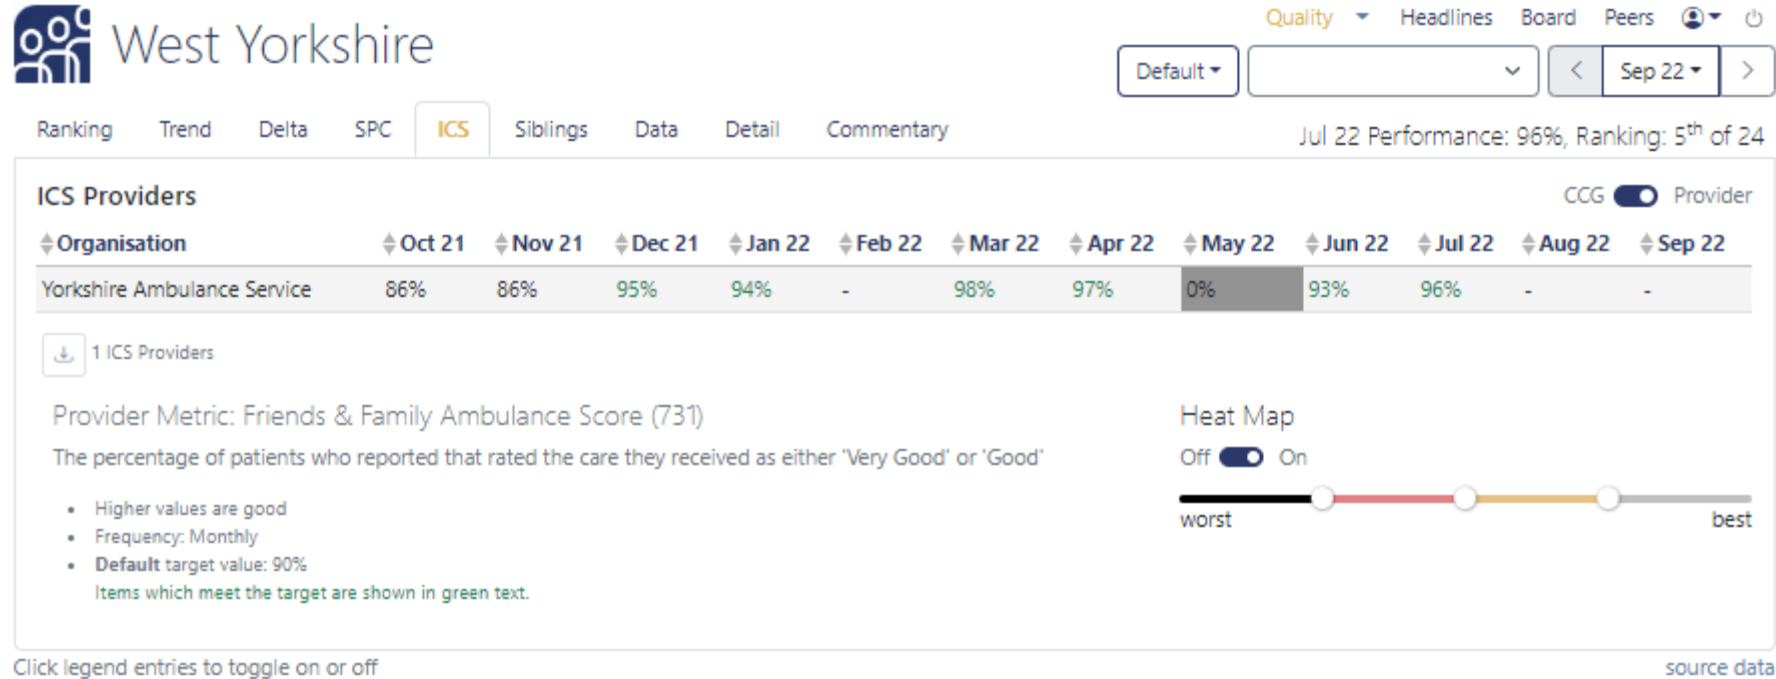 West Yorkshire
Quality Headlines Board Peers
Default Sep 22
Ranking Trend Delta SPC ICS Siblings Data Detail Commentary
Jul 22 Performance: 96%, Ranking: 5th of 24
ICS Providers
CCG Provider
Organisation Oct 21 Nov 21 Dec 21 Jan 22 Feb 22 Mar 22 Apr 22 May 22 Jun 22 Jul 22 Aug 22 Sep 22
Yorkshire Ambulance Service 86% 86% 95% 94% - 98% 97% 0% 93% 96% - -
1 ICS Providers
Provider Metric: Friends & Family Ambulance Score (731)
The percentage of patients who reported that rated the care they received as either 'Very Good' or 'Good'
• Higher values are good
• Frequency: Monthly
• Default target value: 90%
Items which meet the target are shown in green text.
Heat Map
Off On
worst best
Click legend entries to toggle on or off
source data